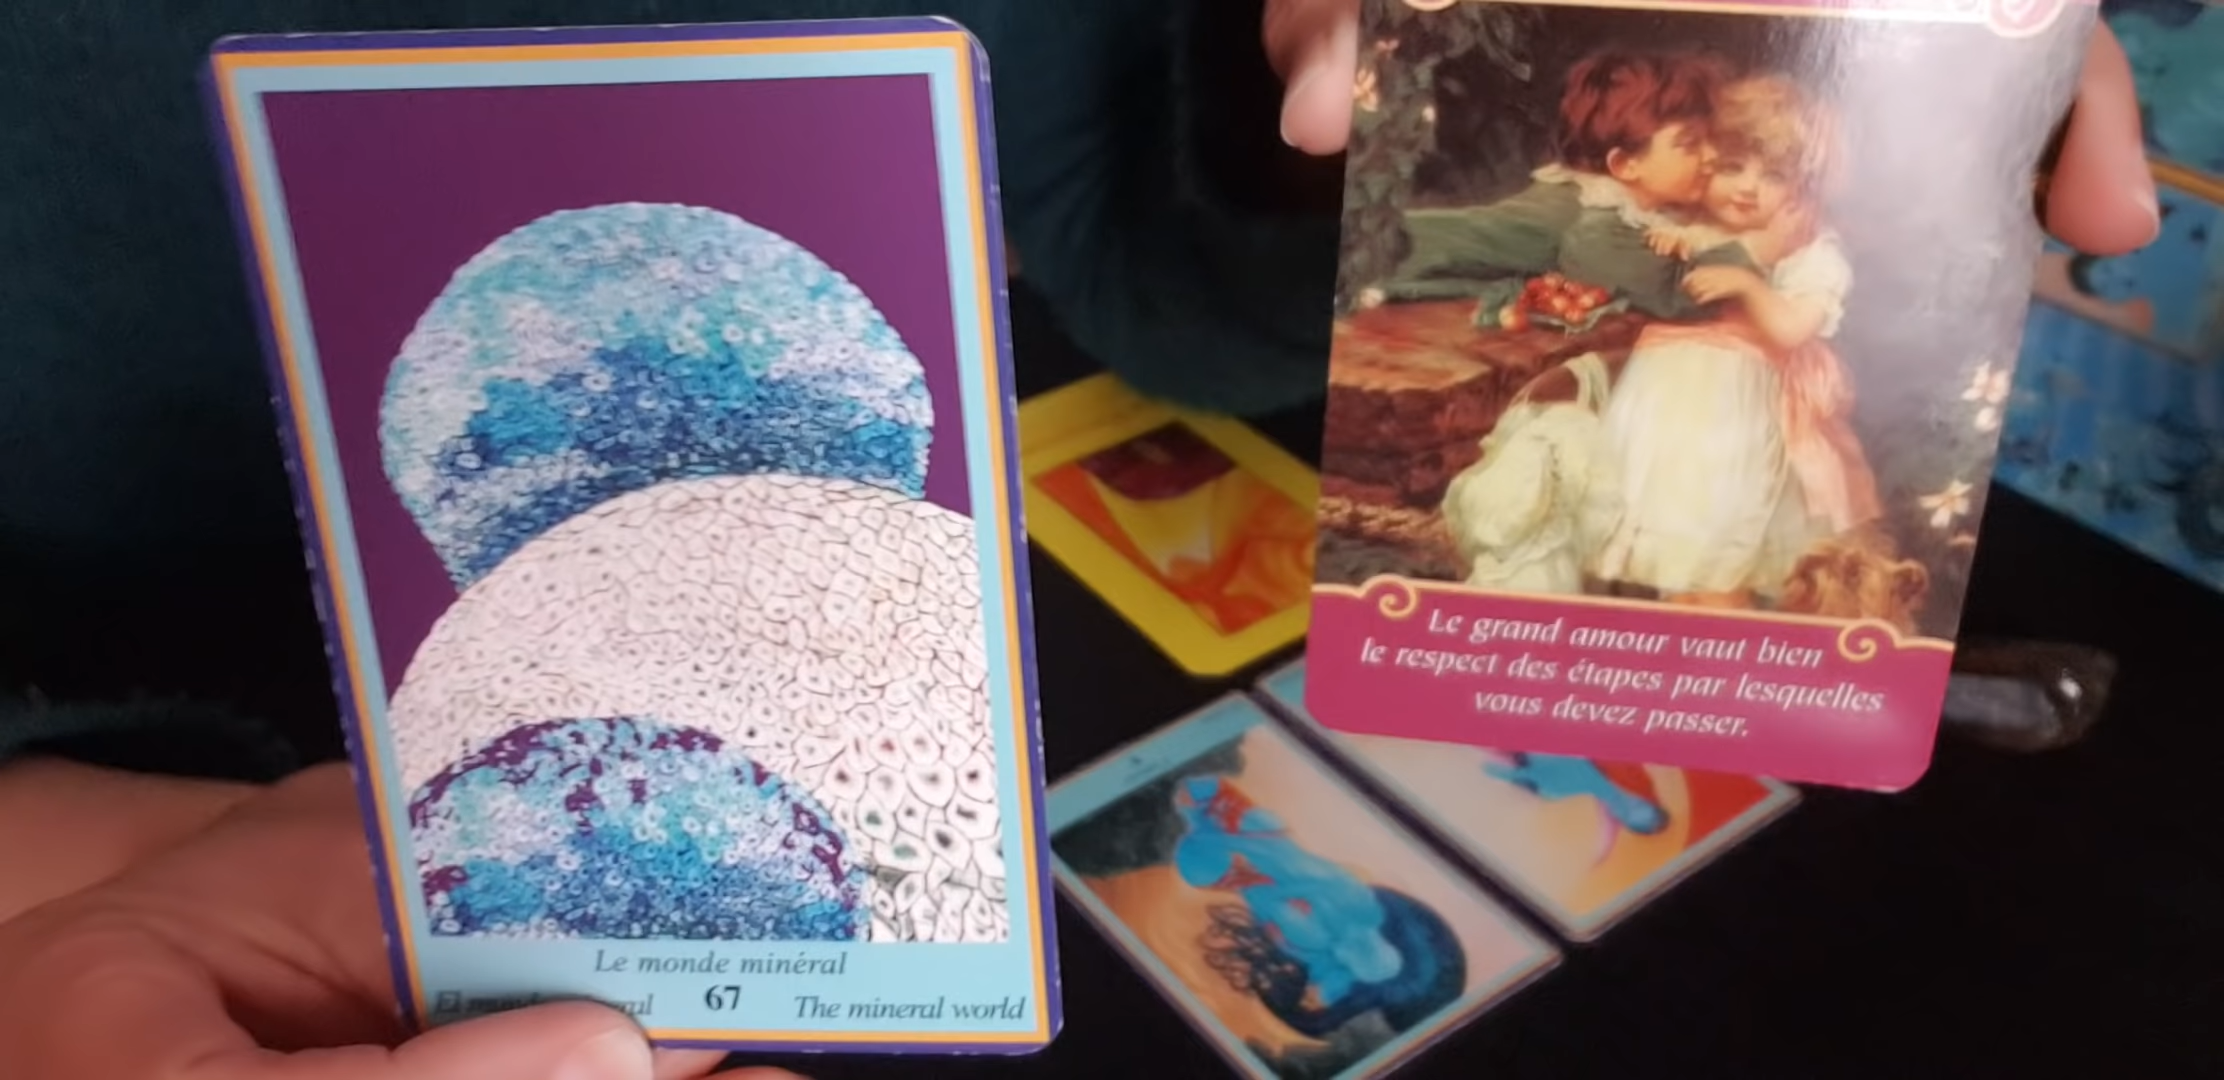 Le monde minéral
67
The mineral world
Le grand amour vaut bien
le respect des étapes par lesquelles
vous devez passer.